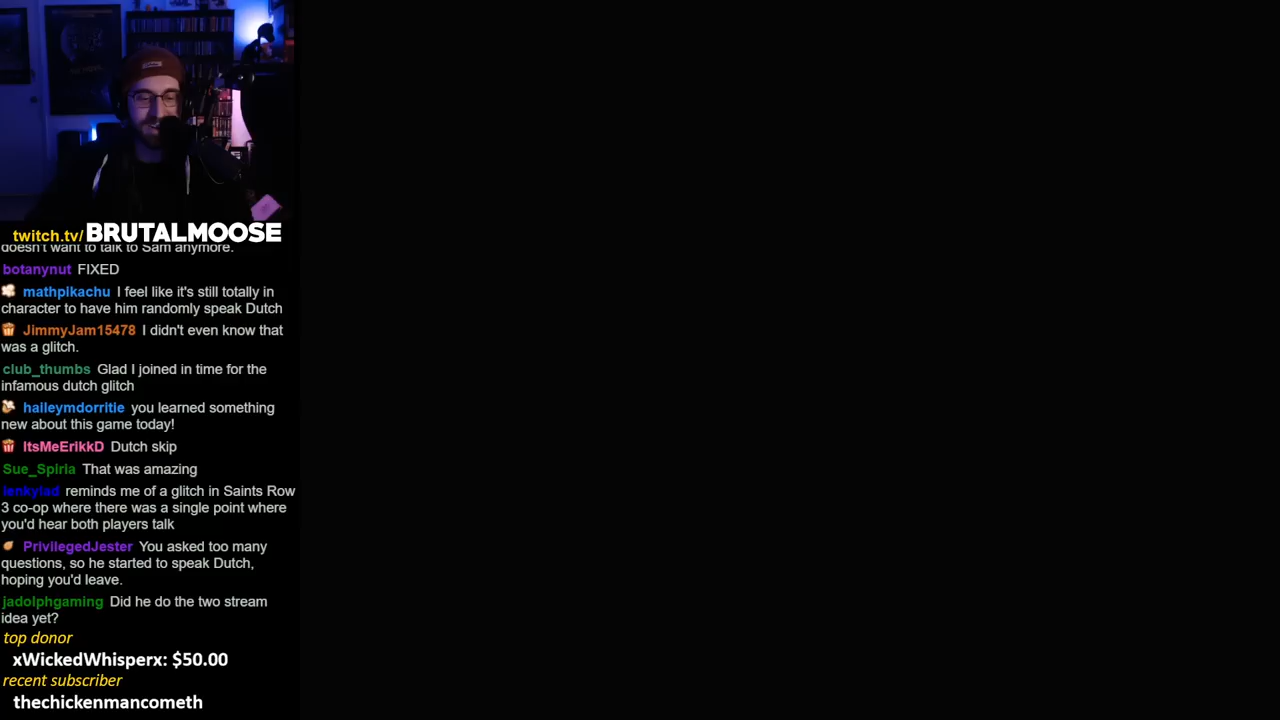 twitch.tv/BRUTALMOOSE
doesn't want to talk to Sam anymore.
botanynut FIXED
mathpikachu I feel like it's still totally in
character to have him randomly speak Dutch
JimmyJam15478 I didn't even know that
was a glitch.
club_thumbs Glad I joined in time for the
infamous dutch glitch
haileymdorritie you learned something
new about this game today!
ItsMeErikkD Dutch skip
Sue_Spiria That was amazing
lenkylad reminds me of a glitch in Saints Row
3 co-op where there was a single point where
you'd hear both players talk
PrivilegedJester You asked too many
questions, so he started to speak Dutch,
hoping you'd leave.
jadolphgaming Did he do the two stream
idea yet?
top donor
xWickedWhisperx: $50.00
recent subscriber
thechickenmancometh